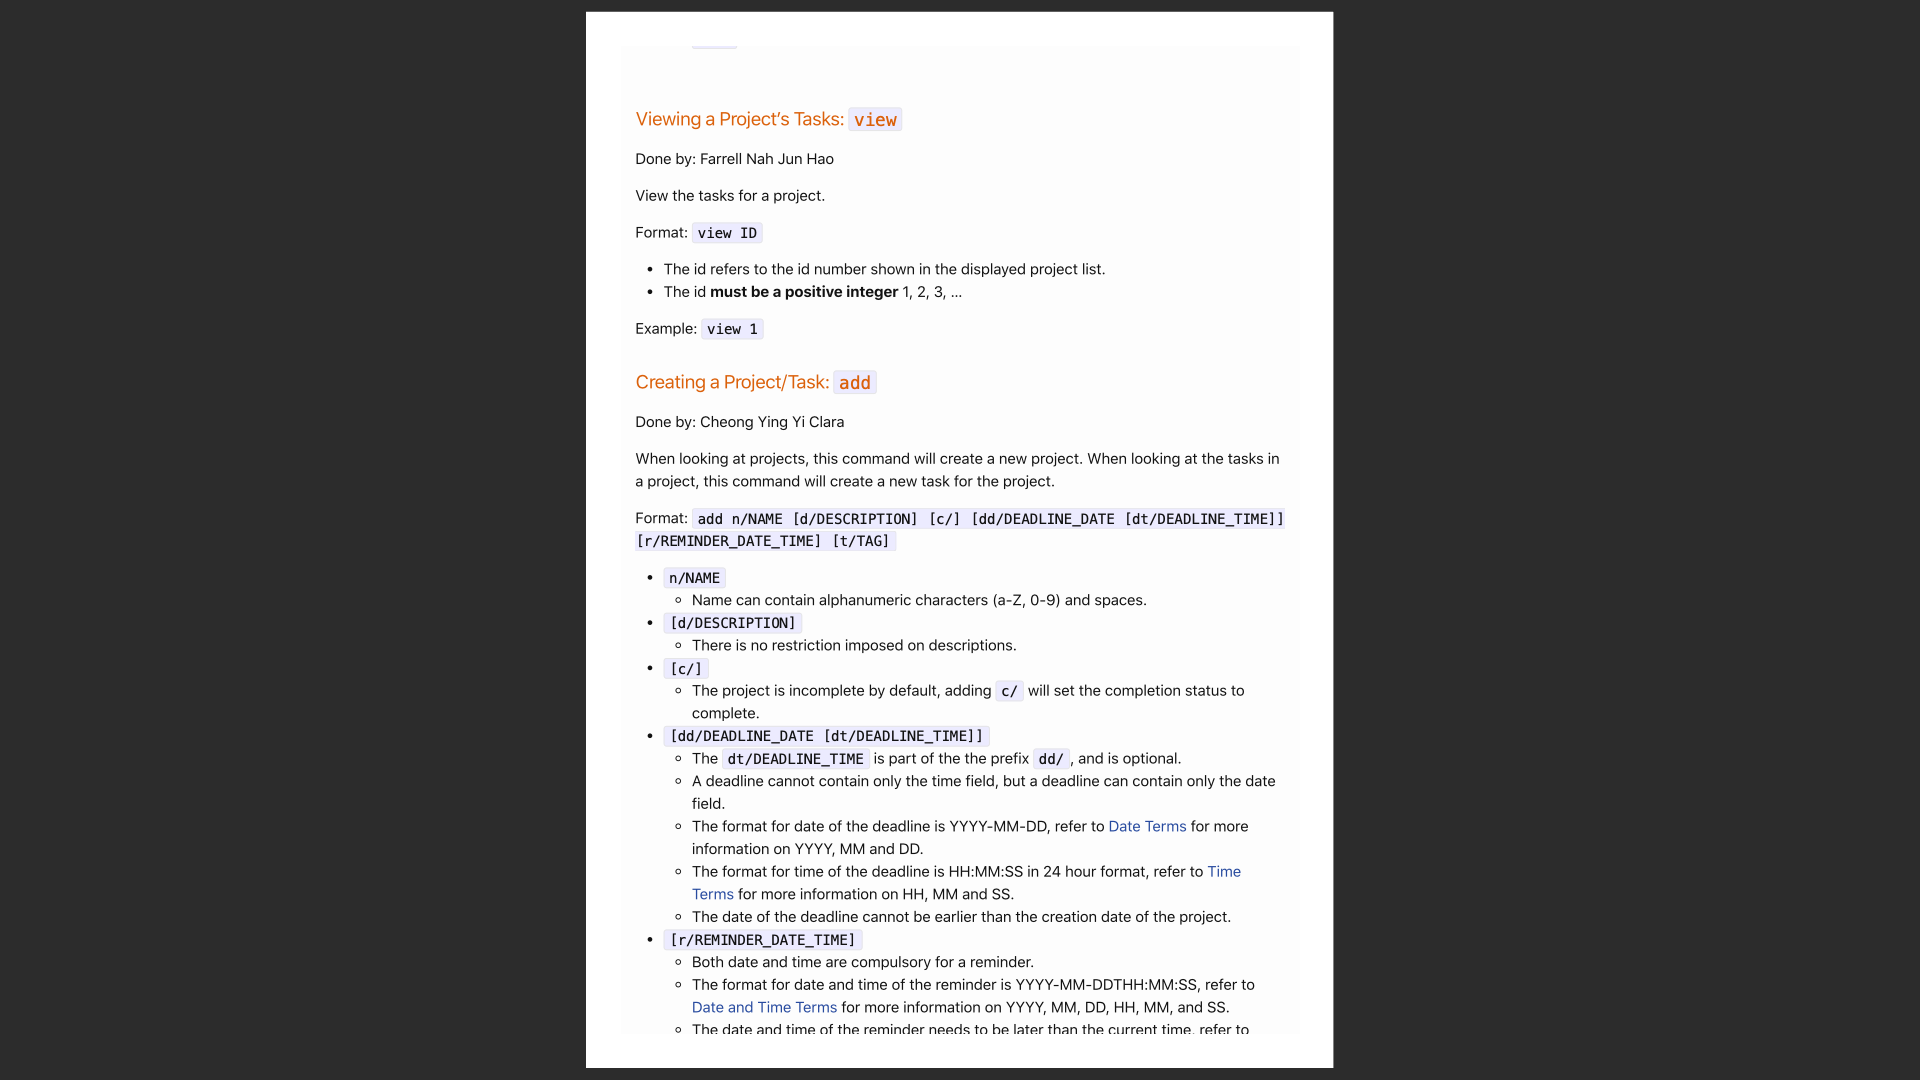 Viewing a Project's Tasks: view
Done by: Farrell Nah Jun Hao
View the tasks for a project.
Format: view ID
• The id refers to the id number shown in the displayed project list.
• The id must be a positive integer 1, 2, 3, ...
Example: view 1
Creating a Project/Task: add
Done by: Cheong Ying Yi Clara
When looking at projects, this command will create a new project. When looking at the tasks in
a project, this command will create a new task for the project.
Format: add n/NAME [d/DESCRIPTION] [c/] [dd/DEADLINE_DATE [dt/DEADLINE_TIME]]
[r/REMINDER_DATE_TIME] [t/TAG]
• n/NAME
◦ Name can contain alphanumeric characters (a-Z, 0-9) and spaces.
• [d/DESCRIPTION]
◦ There is no restriction imposed on descriptions.
• [c/]
◦ The project is incomplete by default, adding c/ will set the completion status to
complete.
• [dd/DEADLINE_DATE [dt/DEADLINE_TIME]]
◦ The dt/DEADLINE_TIME is part of the the prefix dd/ , and is optional.
◦ A deadline cannot contain only the time field, but a deadline can contain only the date
field.
◦ The format for date of the deadline is YYYY-MM-DD, refer to Date Terms for more
information on YYYY, MM and DD.
◦ The format for time of the deadline is HH:MM:SS in 24 hour format, refer to Time
Terms for more information on HH, MM and SS.
◦ The date of the deadline cannot be earlier than the creation date of the project.
• [r/REMINDER_DATE_TIME]
◦ Both date and time are compulsory for a reminder.
◦ The format for date and time of the reminder is YYYY-MM-DDTHH:MM:SS, refer to
Date and Time Terms for more information on YYYY, MM, DD, HH, MM, and SS.
◦ The date and time of the reminder needs to be later than the current time, refer to